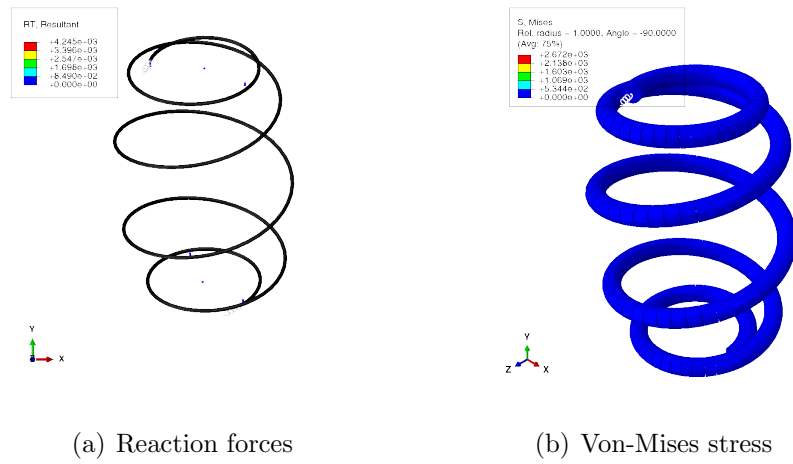 RT, Resultant
+4.245e+03
+3.396e+03
+2.547e+03
+1.698e+03
+8.490e+02
+0.000e+00
Y
X
(a) Reaction forces
S, Mises
Rel. radius = 1.0000, Angle = -90.0000
(Avg: 75%)
+2.672e+03
+2.138e+03
+1.603e+03
+1.069e+03
+5.344e+02
+0.000e+00
Y
Z
X
(b) Von-Mises stress